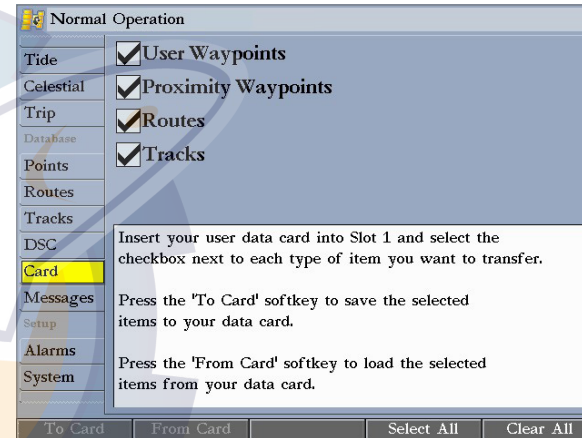 Normal Operation
Tide
Celestial
Trip
Database
Points
Routes
Tracks
DSC
Card
Messages
Setup
Alarms
System
User Waypoints
Proximity Waypoints
Routes
Tracks
Insert your user data card into Slot 1 and select the
checkbox next to each type of item you want to transfer.
Press the 'To Card' softkey to save the selected
items to your data card.
Press the 'From Card' softkey to load the selected
items from your data card.
To Card From Card Select All Clear All